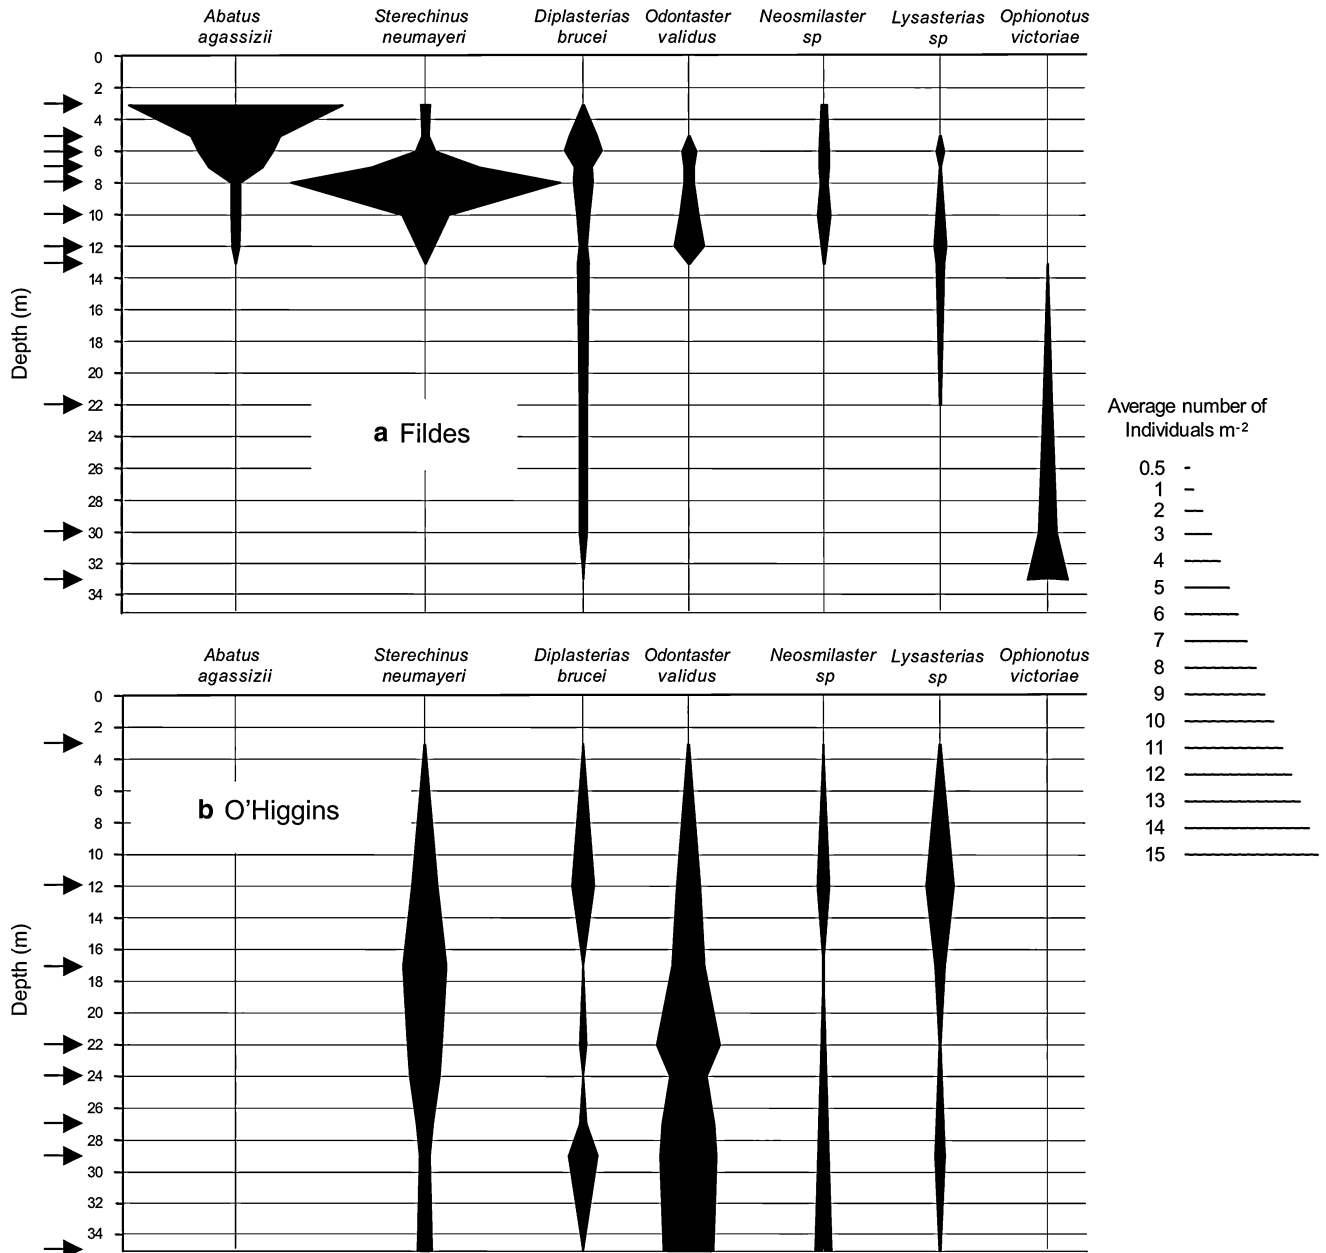 Abatus agassizii
Sterechinus neumayeri
Diplasterias brucei
Odontaster validus
Neosmilaster sp
Lysasterias sp
Ophionotus victoriae
0
2
4
6
8
10
12
14
16
18
20
22
24
26
28
30
32
34
Depth (m)
a Fildes
Average number of
Individuals m-2
0.5
1
2
3
4
5
6
7
8
9
10
11
12
13
14
15
Abatus agassizii
Sterechinus neumayeri
Diplasterias brucei
Odontaster validus
Neosmilaster sp
Lysasterias sp
Ophionotus victoriae
0
2
4
6
8
10
12
14
16
18
20
22
24
26
28
30
32
34
Depth (m)
b O'Higgins